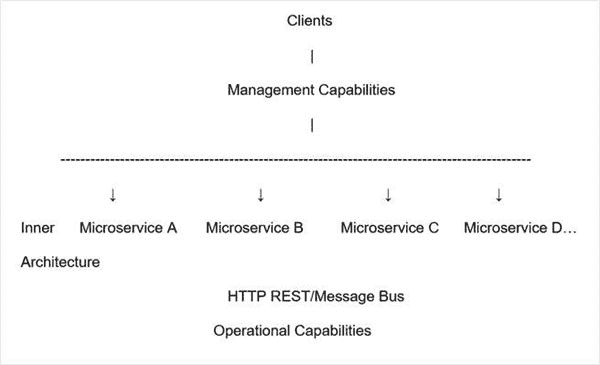 Clients
|
Management Capabilities
|
-----------------------------------------------------------------------------------------------
↓ ↓ ↓ ↓
Inner Microservice A Microservice B Microservice C Microservice D…
Architecture
HTTP REST/Message Bus
Operational Capabilities